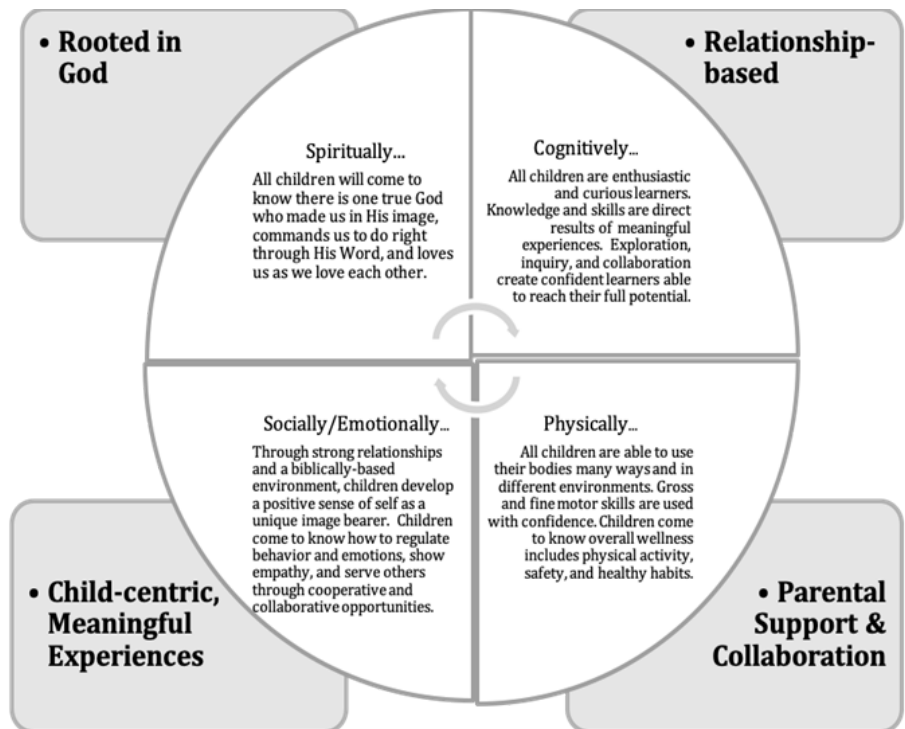 • Rooted in
God
• Relationship-
based
Spiritually...
All children will come to
know there is one true God
who made us in His image,
commands us to do right
through His Word, and loves
us as we love each other.
Cognitively...
All children are enthusiastic
and curious learners.
Knowledge and skills are direct
results of meaningful
experiences. Exploration,
inquiry, and collaboration
create confident learners able
to reach their full potential.
Socially/Emotionally...
Through strong relationships
and a biblically-based
environment, children develop
a positive sense of self as a
unique image bearer. Children
come to know how to regulate
behavior and emotions, show
empathy, and serve others
through cooperative and
collaborative opportunities.
Physically...
All children are able to use
their bodies many ways and in
different environments. Gross
and fine motor skills are used
with confidence. Children come
to know overall wellness
includes physical activity,
safety, and healthy habits.
• Child-centric,
Meaningful
Experiences
• Parental
Support &
Collaboration